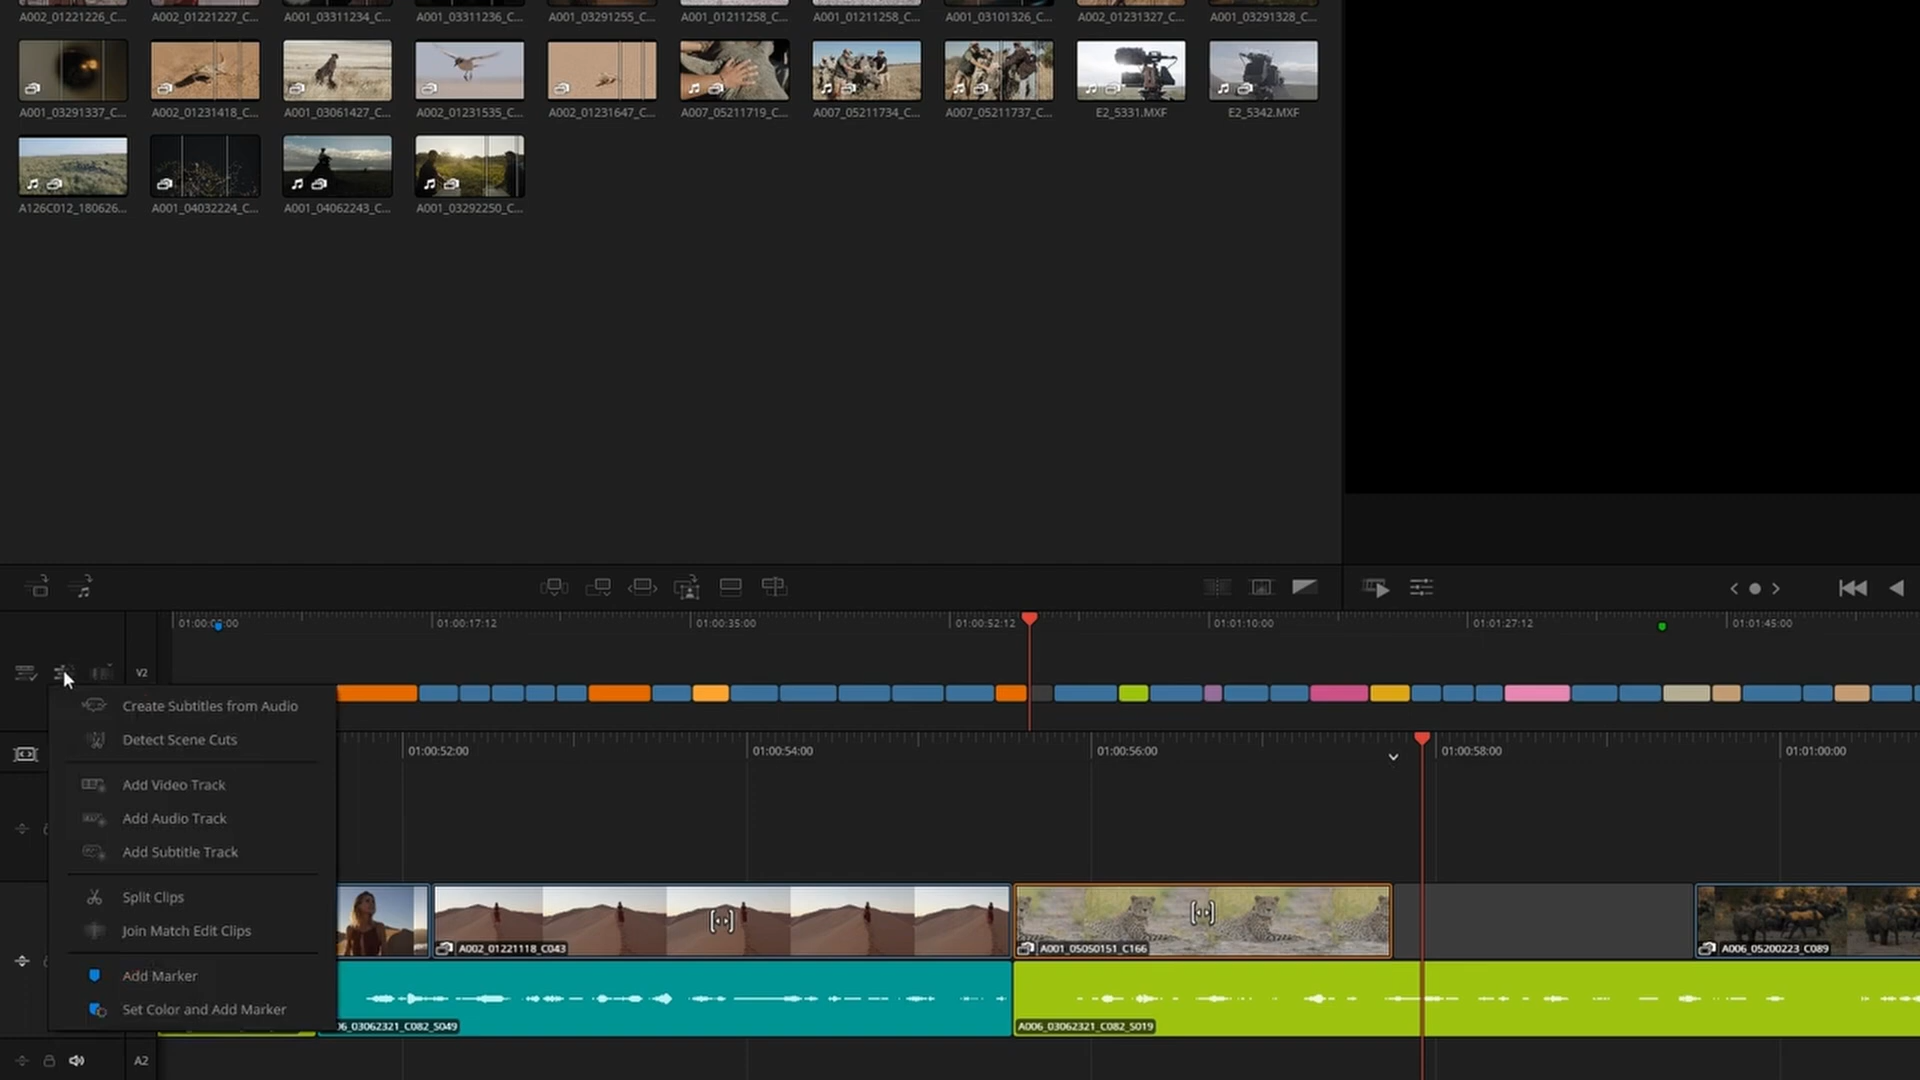 A002_01221226_C...
A002_01221227_C...
A001_03311234_C...
A001_03311236_C...
A001_03291255_C...
A001_01211258_C...
A001_01211258_C...
A001_03101326_C...
A002_01231327_C...
A001_03291328_C...
A001_03291337_C...
A002_01231418_C...
A001_03061427_C...
A002_01231535_C...
A002_01231647_C...
A007_05211719_C...
A007_05211734_C...
A007_05211737_C...
E2_5331.MXF
E2_5342.MXF
A126C012_180626...
A001_04032224_C...
A001_04062243_C...
A001_03292250_C...
01:00:17:12
01:00:35:00
01:00:52:12
01:01:10:00
01:01:27:12
01:01:45:00
V2
Create Subtitles from Audio
Detect Scene Cuts
Add Video Track
Add Audio Track
Add Subtitle Track
Split Clips
Join Match Edit Clips
Add Marker
Set Color and Add Marker
01:00:52:00
01:00:54:00
01:00:56:00
01:00:58:00
01:01:00:00
A002_01221118_C043
A001_05050151_C166
A006_05200223_C089
06_03062321_C082_S049
A006_03062321_C082_S019
A2